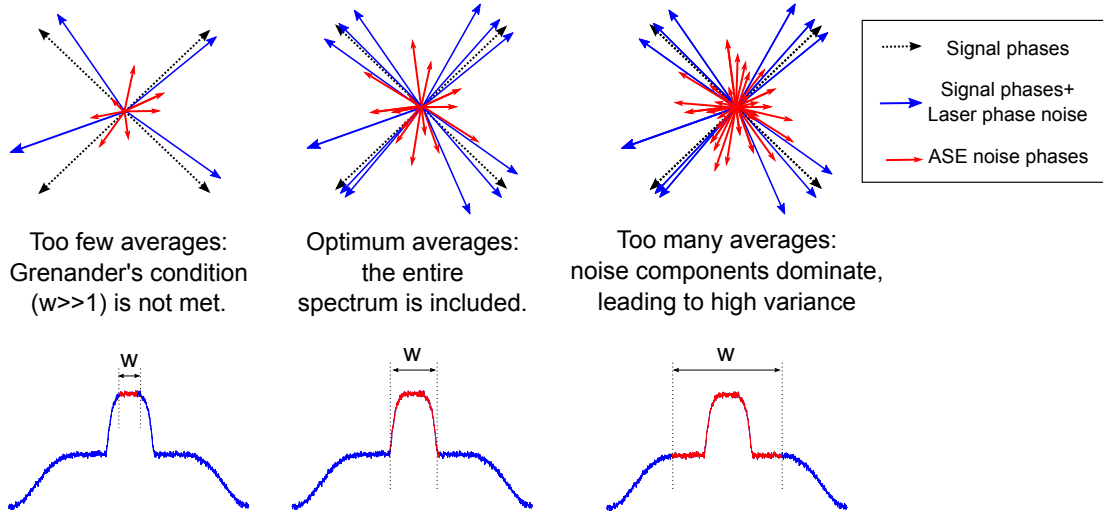 Signal phases
Signal phases+
Laser phase noise
ASE noise phases
Too few averages:
Grenander's condition
(w>>1) is not met.
Optimum averages:
the entire
spectrum is included.
Too many averages:
noise components dominate,
leading to high variance
w
w
w